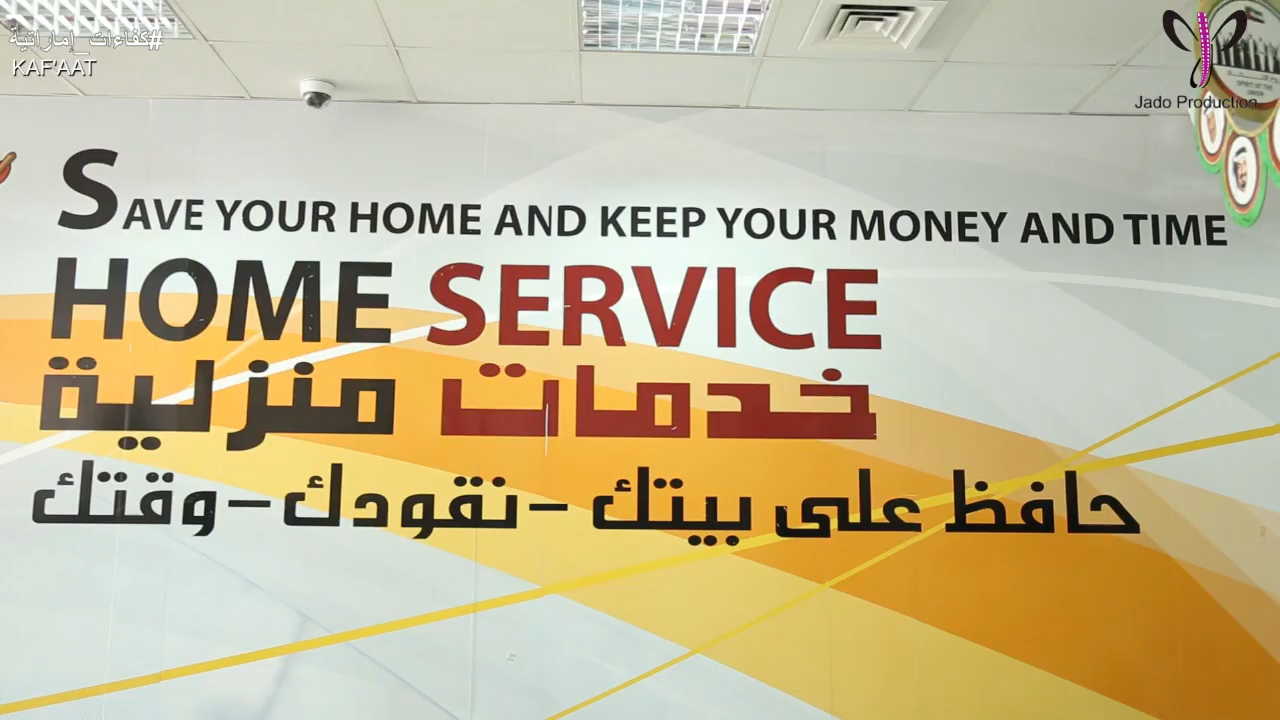 #كفاءات_إماراتية
KAF'AAT
Jado Production
SAVE YOUR HOME AND KEEP YOUR MONEY AND TIME
HOME SERVICE
خدمات منزلية
حافظ على بيتك - نقودك - وقتك